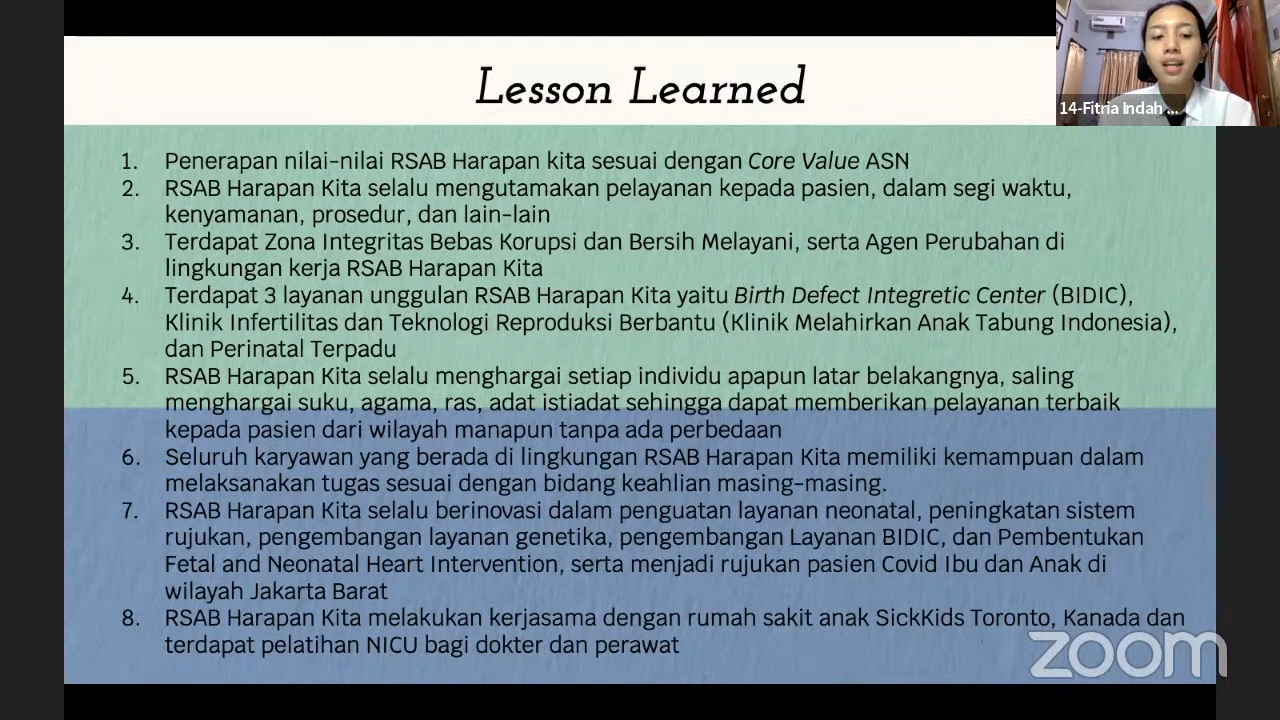 Lesson Learned
14-Fitria Indah ...
1. Penerapan nilai-nilai RSAB Harapan kita sesuai dengan Core Value ASN
2. RSAB Harapan Kita selalu mengutamakan pelayanan kepada pasien, dalam segi waktu,
kenyamanan, prosedur, dan lain-lain
3. Terdapat Zona Integritas Bebas Korupsi dan Bersih Melayani, serta Agen Perubahan di
lingkungan kerja RSAB Harapan Kita
4. Terdapat 3 layanan unggulan RSAB Harapan Kita yaitu Birth Defect Integretic Center (BIDIC),
Klinik Infertilitas dan Teknologi Reproduksi Berbantu (Klinik Melahirkan Anak Tabung Indonesia),
dan Perinatal Terpadu
5. RSAB Harapan Kita selalu menghargai setiap individu apapun latar belakangnya, saling
menghargai suku, agama, ras, adat istiadat sehingga dapat memberikan pelayanan terbaik
kepada pasien dari wilayah manapun tanpa ada perbedaan
6. Seluruh karyawan yang berada di lingkungan RSAB Harapan Kita memiliki kemampuan dalam
melaksanakan tugas sesuai dengan bidang keahlian masing-masing.
7. RSAB Harapan Kita selalu berinovasi dalam penguatan layanan neonatal, peningkatan sistem
rujukan, pengembangan layanan genetika, pengembangan Layanan BIDIC, dan Pembentukan
Fetal and Neonatal Heart Intervention, serta menjadi rujukan pasien Covid Ibu dan Anak di
wilayah Jakarta Barat
8. RSAB Harapan Kita melakukan kerjasama dengan rumah sakit anak SickKids Toronto, Kanada dan
terdapat pelatihan NICU bagi dokter dan perawat
zoom